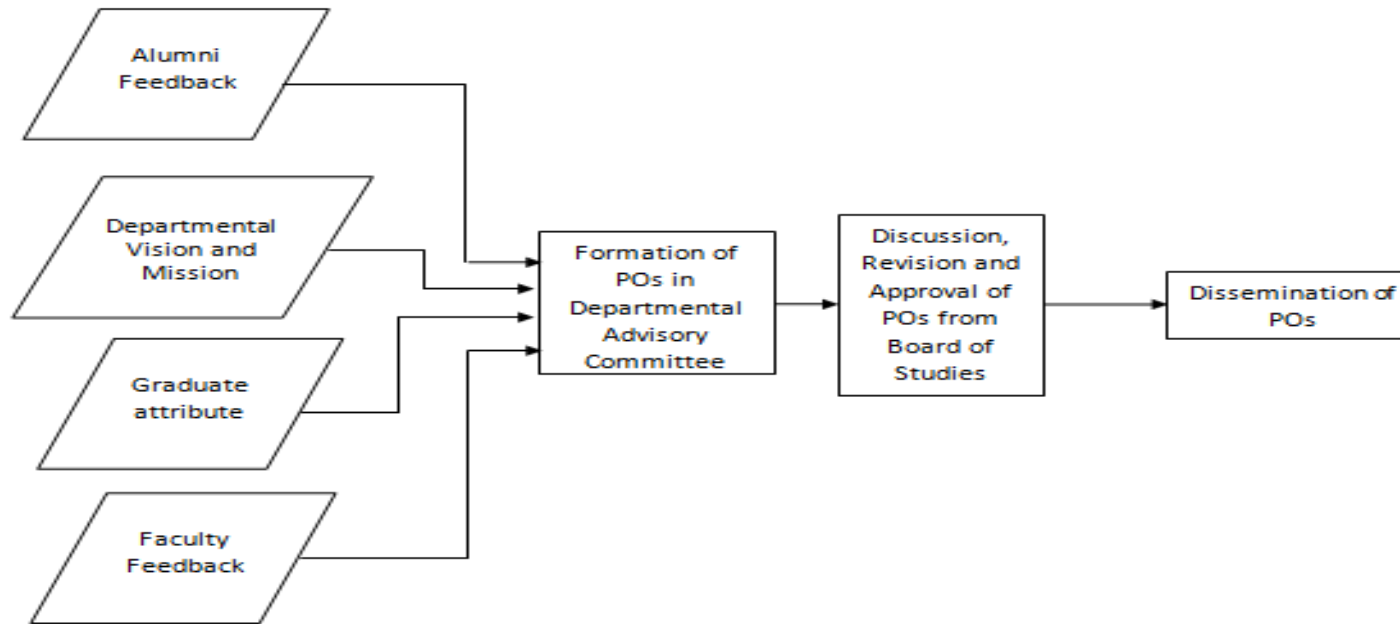 Alumni
Feedback
Departmental
Vision and
Mission
Graduate
attribute
Faculty
Feedback
Formation of
POs in
Departmental
Advisory
Committee
Discussion,
Revision and
Approval of
POs from
Board of
Studies
Dissemination of
POs